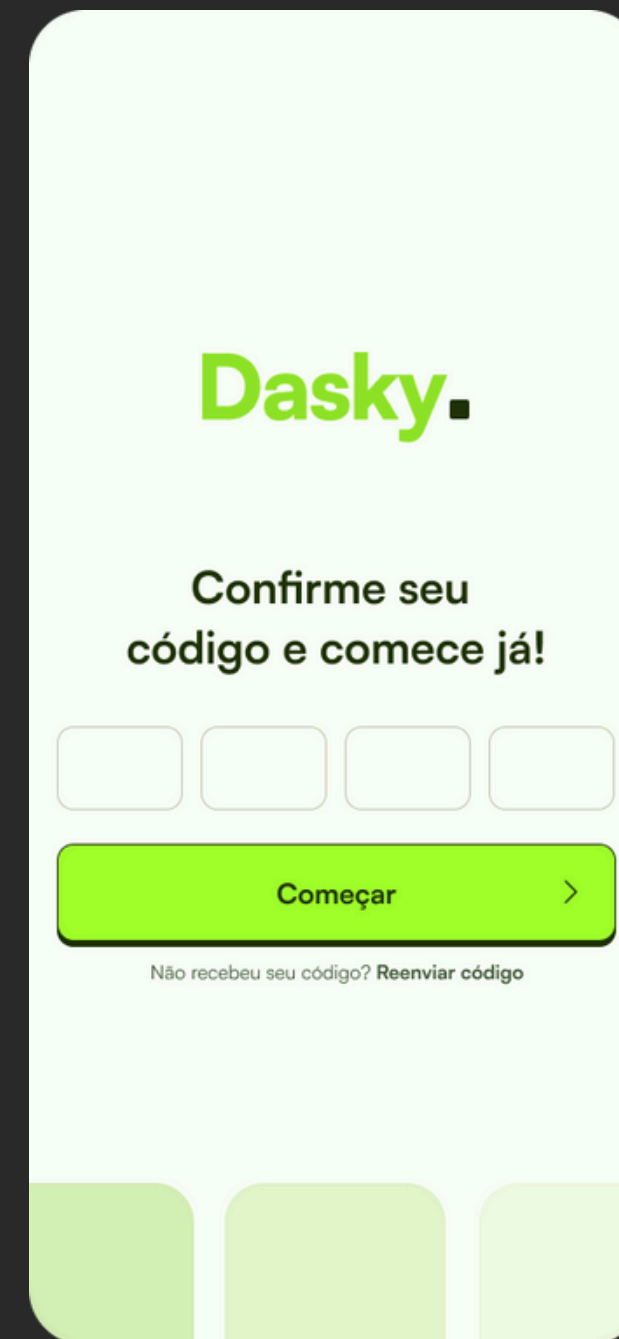 Dasky.
Confirme seu
código e comece já!
Começar
Não recebeu seu código? Reenviar código